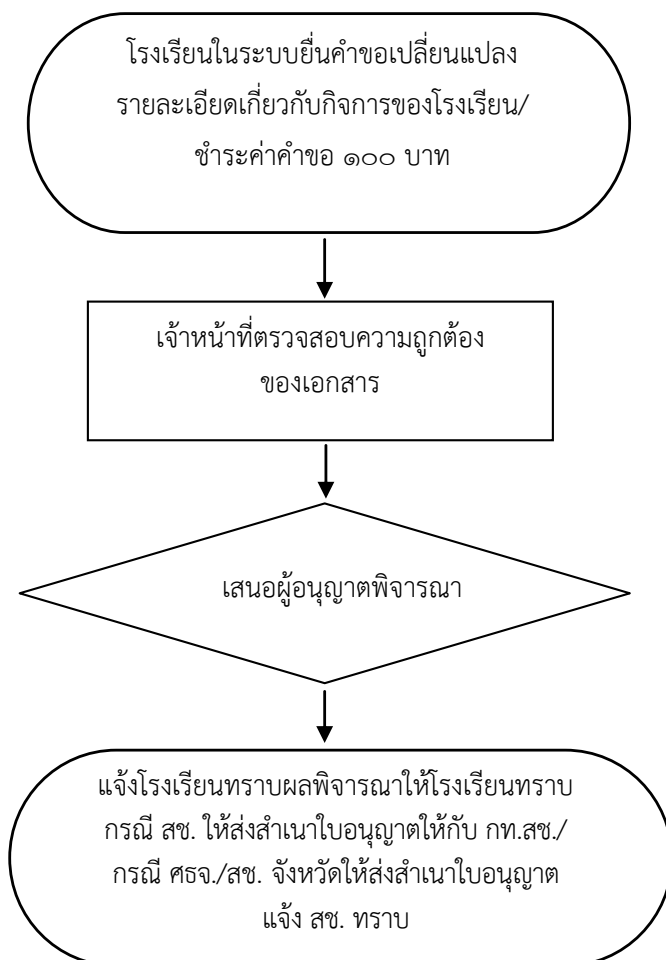 โรงเรียนในระบบยื่นคำขอเปลี่ยนแปลง
รายละเอียดเกี่ยวกับกิจการของโรงเรียน/
ชำระค่าคำขอ ๑๐๐ บาท
เจ้าหน้าที่ตรวจสอบความถูกต้อง
ของเอกสาร
เสนอผู้อนุญาตพิจารณา
แจ้งโรงเรียนทราบผลพิจารณาให้โรงเรียนทราบ
กรณี สช. ให้ส่งสำเนาใบอนุญาตให้กับ กท.สช./
กรณี ศธจ./สช. จังหวัดให้ส่งสำเนาใบอนุญาต
แจ้ง สช. ทราบ